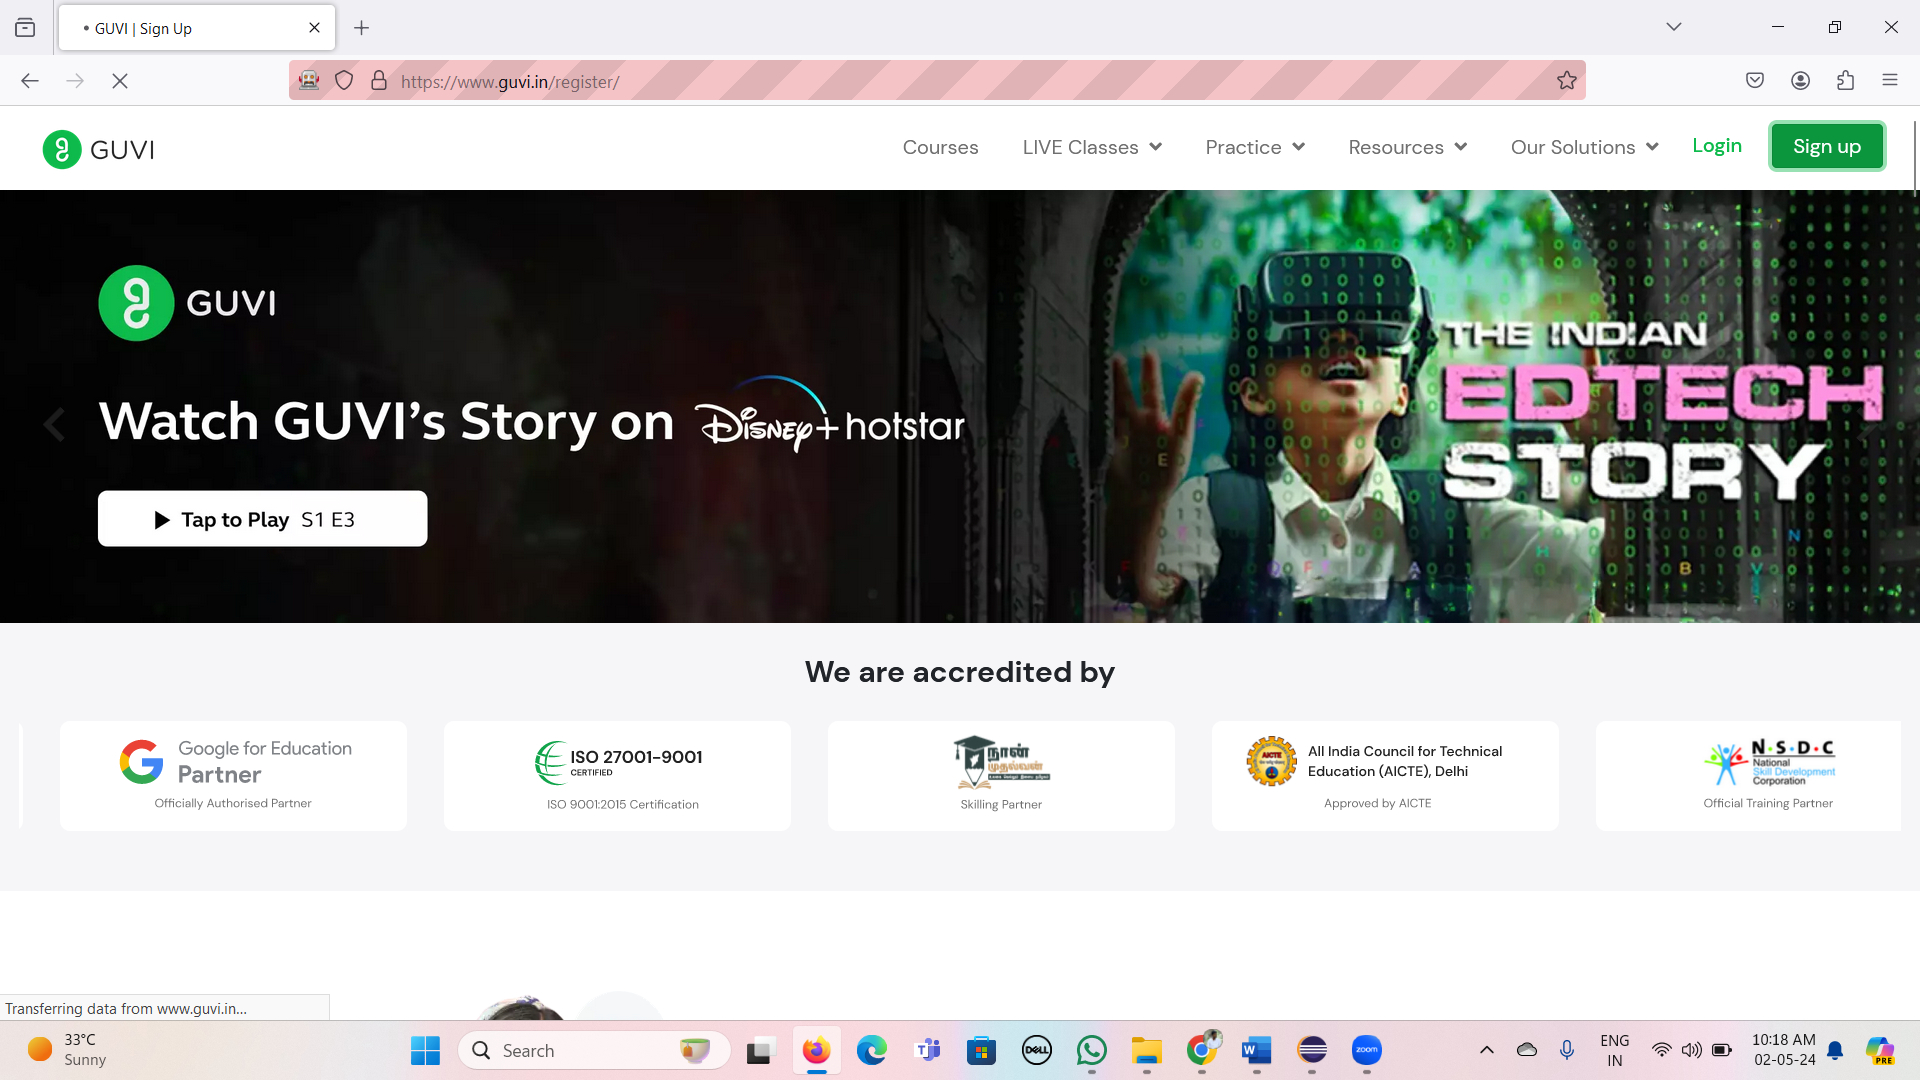 GUVI | Sign Up
https://www.guvi.in/register/
GUVI
Courses
LIVE Classes
Practice
Resources
Our Solutions
Login
Sign up
GUVI
Watch GUVI's Story on Disney+ hotstar
Tap to Play S1 E3
THE INDIAN
EDTECH
STORY
We are accredited by
Google for Education
Partner
Officially Authorised Partner
ISO 27001-9001
CERTIFIED
ISO 9001:2015 Certification
நான்
முதல்வன்
Skilling Partner
AICTE
All India Council for Technical
Education (AICTE), Delhi
Approved by AICTE
N·S·D·C
National
Skill Development
Corporation
Official Training Partner
Transferring data from www.guvi.in...
33°C
Sunny
Search
DELL
zoom
ENG
IN
10:18 AM
02-05-24
PRE